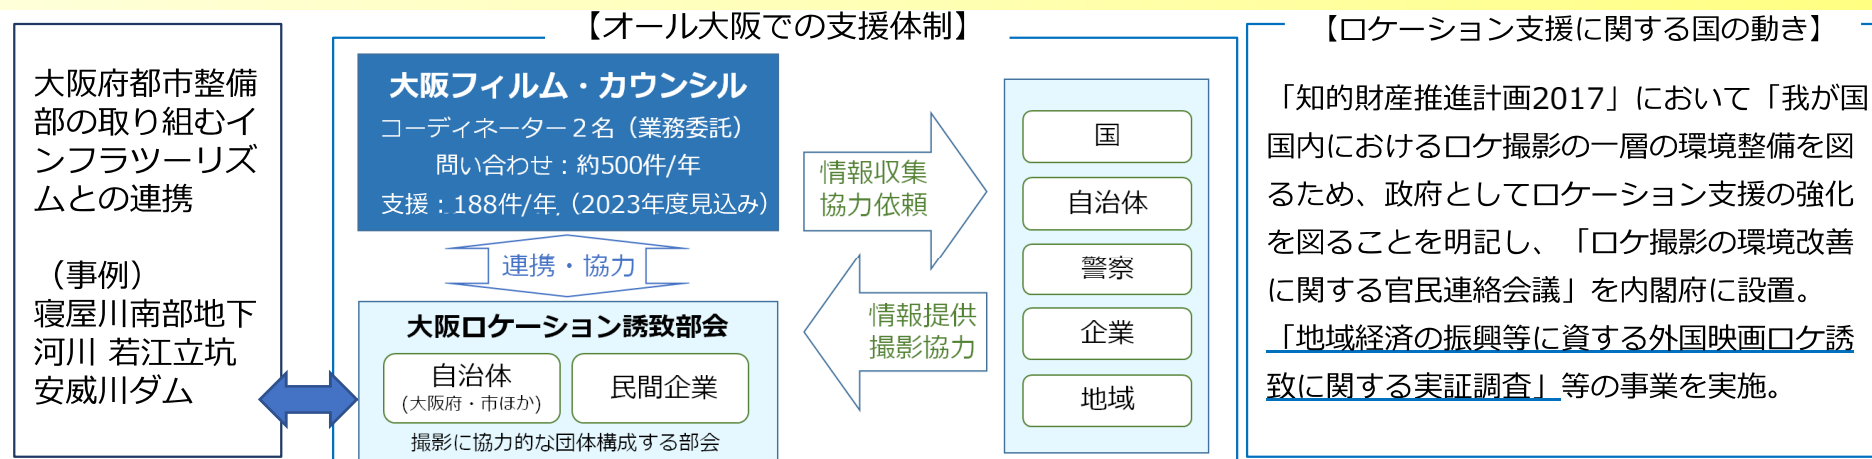 大阪府都市整備
部の取り組むイ
ンフラツーリズ
ムとの連携
（事例）
寝屋川南部地下
河川 若江立坑
安威川ダム
【オール大阪での支援体制】
大阪フィルム・カウンシル
コーディネーター２名（業務委託）
問い合わせ：約500件/年
支援：188件/年（2023年度見込み）
連携・協力
大阪ロケーション誘致部会
自治体
(大阪府・市ほか)
民間企業
撮影に協力的な団体構成する部会
情報収集
協力依頼
情報提供
撮影協力
国
自治体
警察
企業
地域
【ロケーション支援に関する国の動き】
「知的財産推進計画2017」において「我が国
国内におけるロケ撮影の一層の環境整備を図
るため、政府としてロケーション支援の強化
を図ることを明記し、「ロケ撮影の環境改善
に関する官民連絡会議」を内閣府に設置。
「地域経済の振興等に資する外国映画ロケ誘
致に関する実証調査」等の事業を実施。